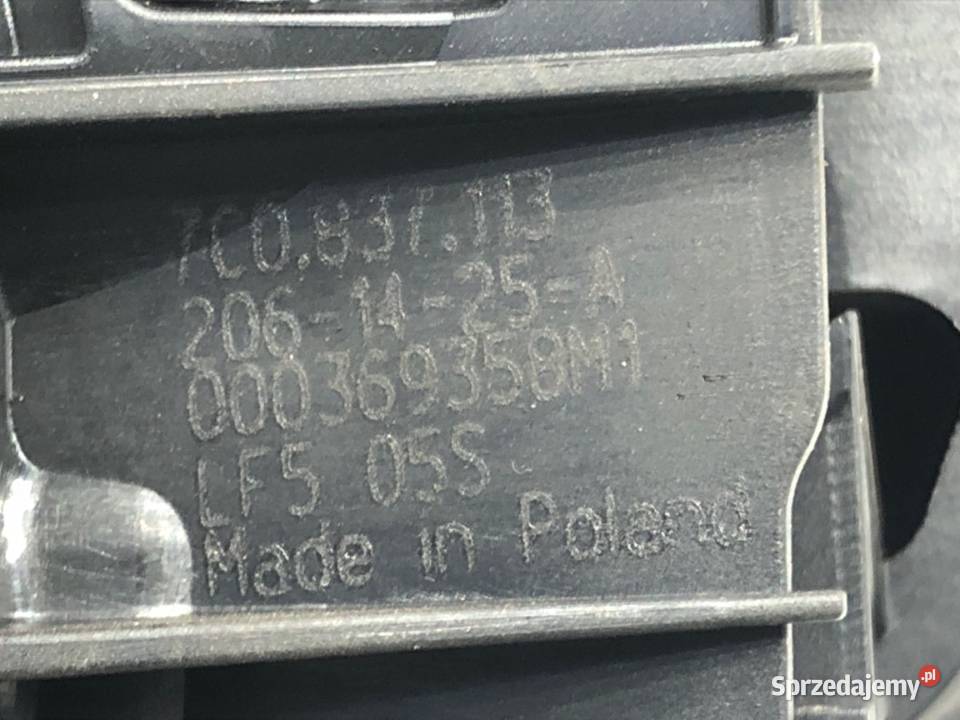 7C0.837.113
206-14-25-A
000369358M1
LF5 05S
Made in Poland
Sprzedajemy.pl